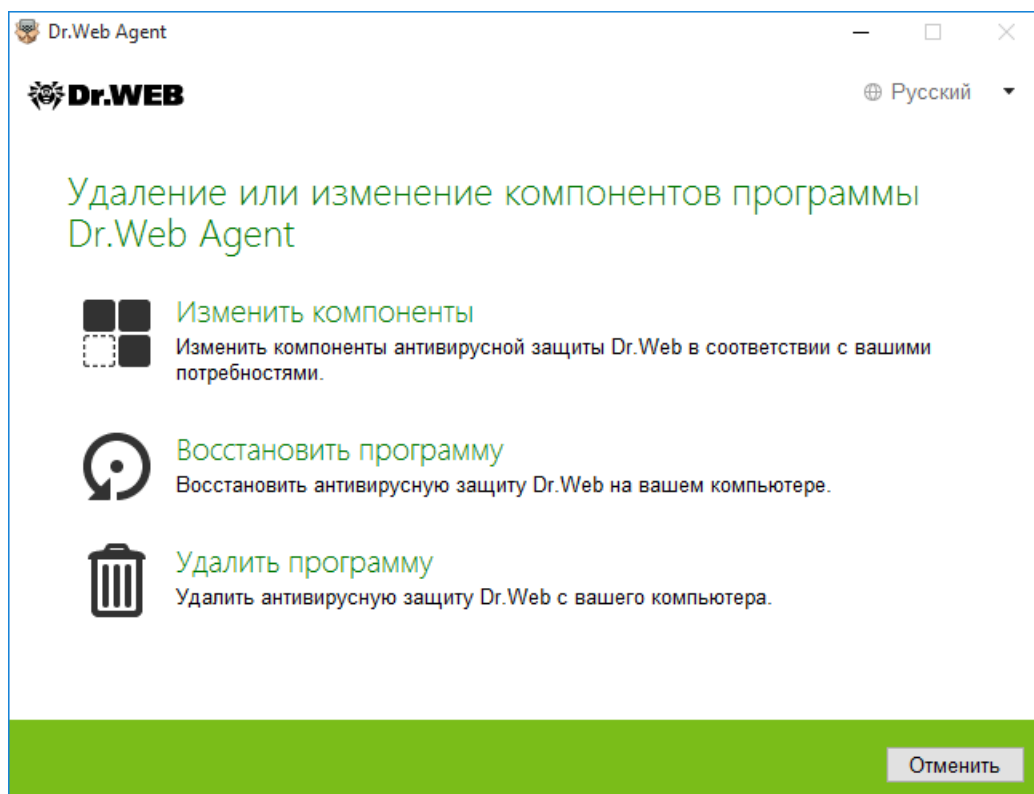 Dr.Web Agent
Dr.WEB
Русский
Удаление или изменение компонентов программы
Dr.Web Agent
Изменить компоненты
Изменить компоненты антивирусной защиты Dr.Web в соответствии с вашими
потребностями.
Восстановить программу
Восстановить антивирусную защиту Dr.Web на вашем компьютере.
Удалить программу
Удалить антивирусную защиту Dr.Web с вашего компьютера.
Отменить